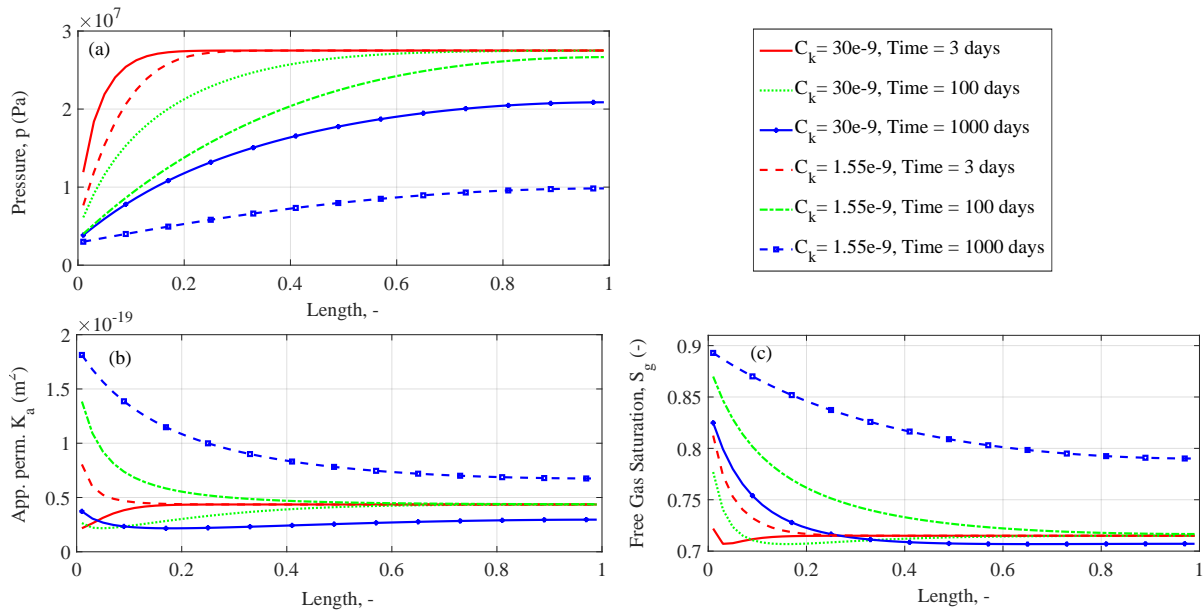 ×10^7
3
2
1
0
Pressure, p (Pa)
(a)
0 0.2 0.4 0.6 0.8 1
Length, -
C_k= 30e-9, Time = 3 days
C_k= 30e-9, Time = 100 days
C_k= 30e-9, Time = 1000 days
C_k= 1.55e-9, Time = 3 days
C_k= 1.55e-9, Time = 100 days
C_k= 1.55e-9, Time = 1000 days
×10^-19
2
1.5
1
0.5
0
App. perm. K_a (m^2)
(b)
0 0.2 0.4 0.6 0.8 1
Length, -
0.9
0.85
0.8
0.75
0.7
Free Gas Saturation, S_g (-)
(c)
0 0.2 0.4 0.6 0.8 1
Length, -